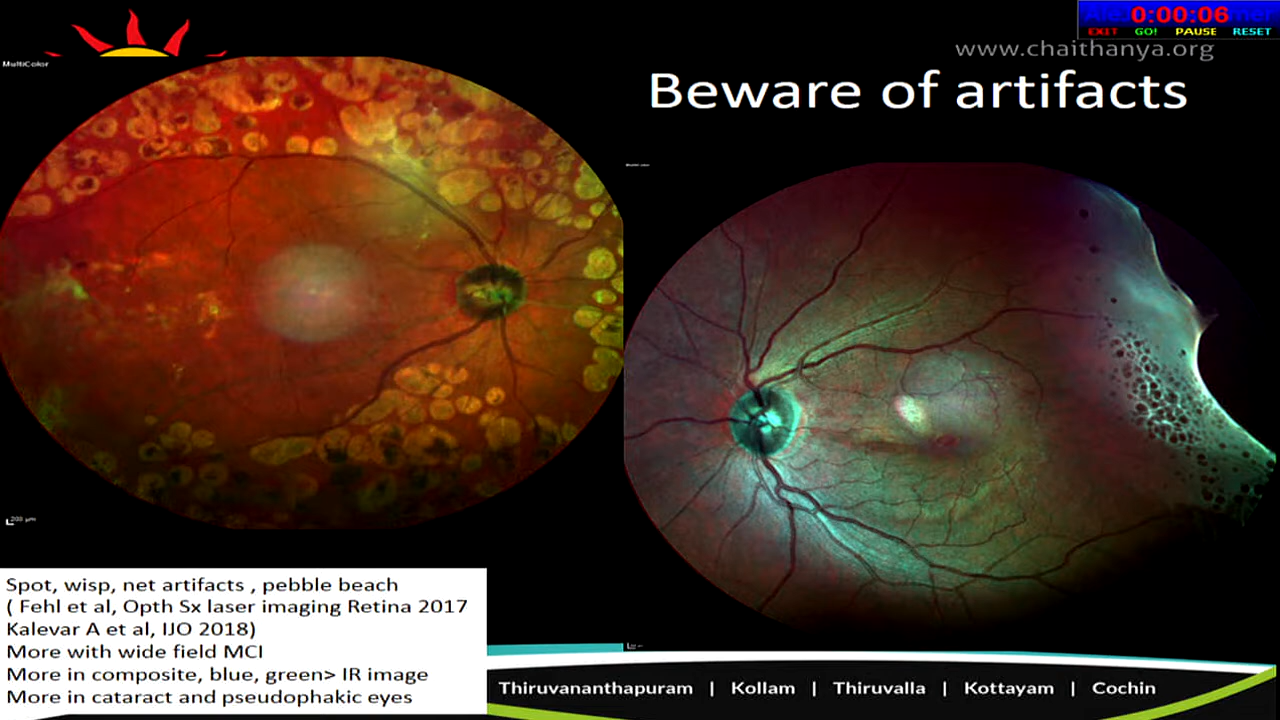 0:00:06
EXIT GO! PAUSE RESET
www.chaithanya.org
MultiColor
Beware of artifacts
200 µm
Spot, wisp, net artifacts , pebble beach
( Fehl et al, Opth Sx laser imaging Retina 2017
Kalevar A et al, IJO 2018)
More with wide field MCI
More in composite, blue, green> IR image
More in cataract and pseudophakic eyes
Thiruvananthapuram | Kollam | Thiruvalla | Kottayam | Cochin